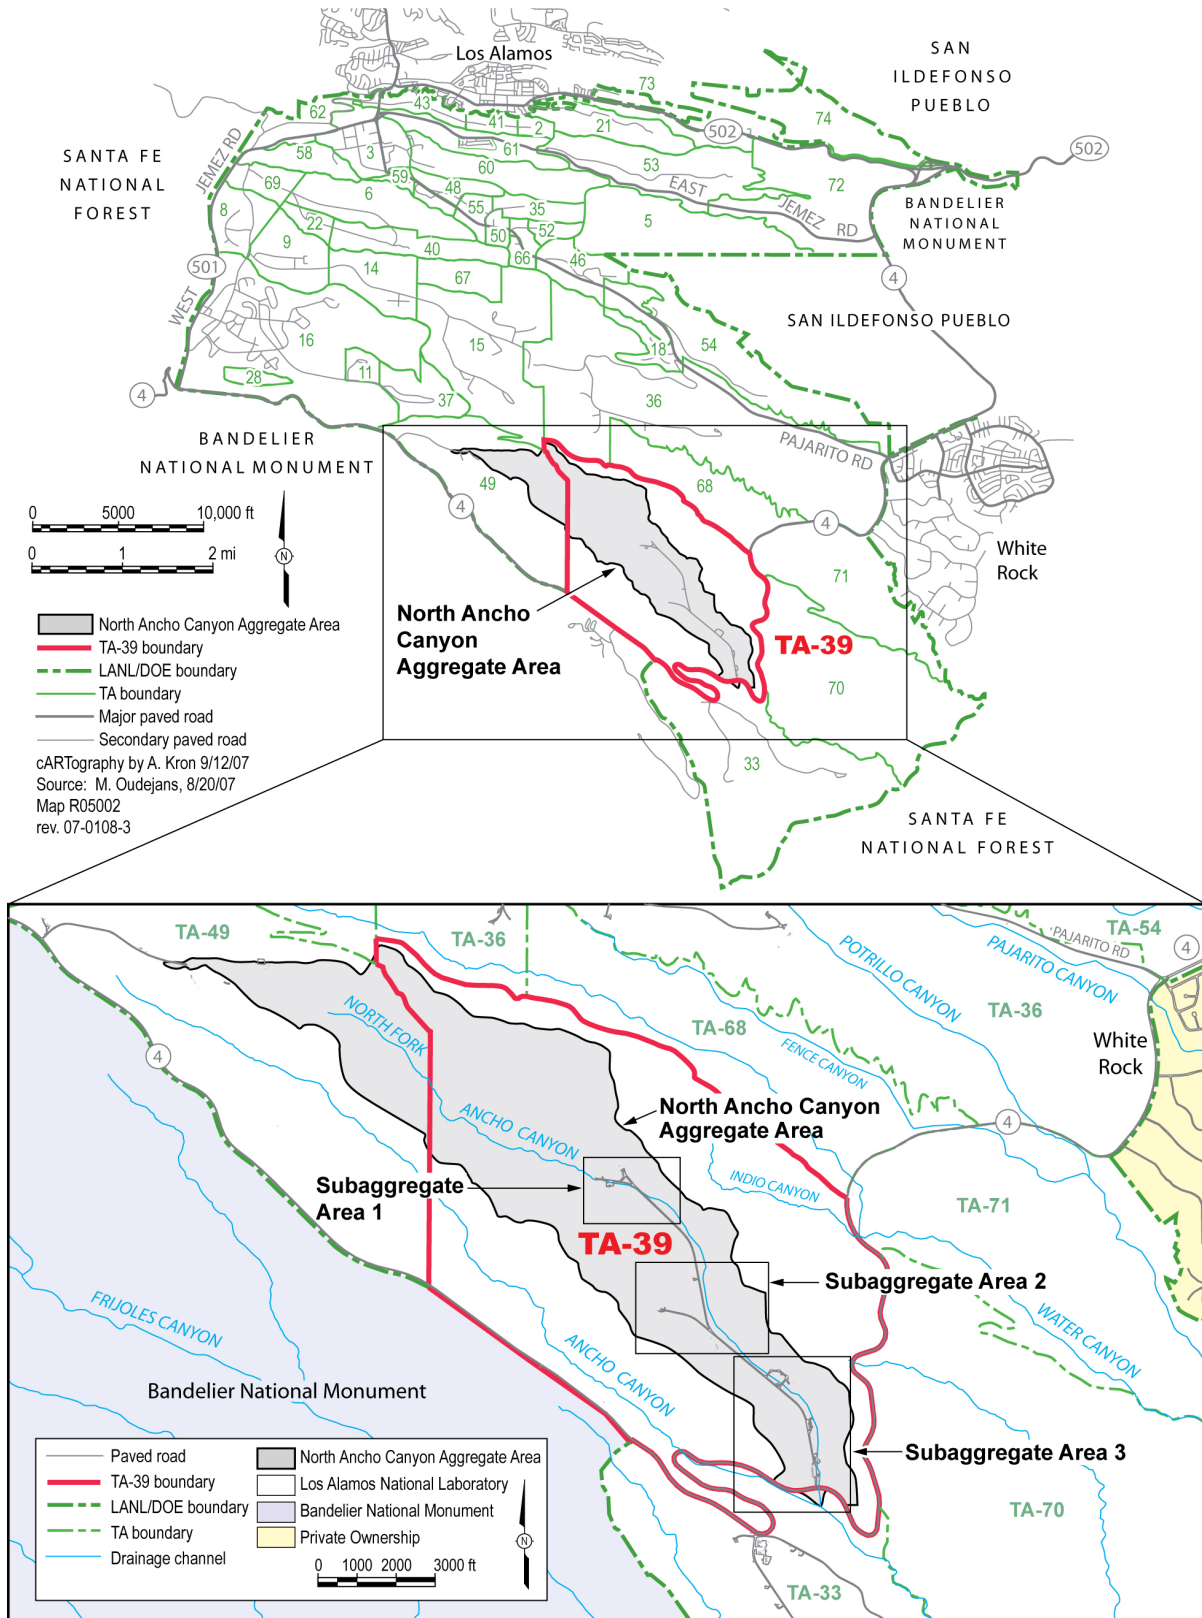 Los Alamos
SAN
ILDEFONSO
PUEBLO
73
74
43
62
41
2
21
502
502
SANTA FE
NATIONAL
FOREST
JEMEZ RD
58
3
61
53
60
59
69
6
48
EAST
JEMEZ RD
72
BANDELIER
NATIONAL
MONUMENT
8
22
55
35
5
9
50
52
40
66
46
501
14
67
4
WEST
SAN ILDEFONSO PUEBLO
16
15
18
54
28
11
4
37
36
BANDELIER
NATIONAL MONUMENT
PAJARITO RD
49
68
4
4
0 5000 10,000 ft
0 1 2 mi
N
White
Rock
71
North Ancho
Canyon
Aggregate Area
TA-39
70
33
North Ancho Canyon Aggregate Area
TA-39 boundary
LANL/DOE boundary
TA boundary
Major paved road
Secondary paved road
cARTography by A. Kron 9/12/07
Source: M. Oudejans, 8/20/07
Map R05002
rev. 07-0108-3
SANTA FE
NATIONAL FOREST
TA-49
TA-36
TA-54
PAJARITO RD
4
POTRILLO CANYON
PAJARITO CANYON
NORTH FORK
TA-68
TA-36
FENCE CANYON
White
Rock
4
ANCHO CANYON
North Ancho Canyon
Aggregate Area
4
INDIO CANYON
Subaggregate
Area 1
TA-71
TA-39
Subaggregate Area 2
FRIJOLES CANYON
WATER CANYON
ANCHO CANYON
Bandelier National Monument
Subaggregate Area 3
TA-70
Paved road
TA-39 boundary
LANL/DOE boundary
TA boundary
Drainage channel
North Ancho Canyon Aggregate Area
Los Alamos National Laboratory
Bandelier National Monument
Private Ownership
0 1000 2000 3000 ft
N
TA-33